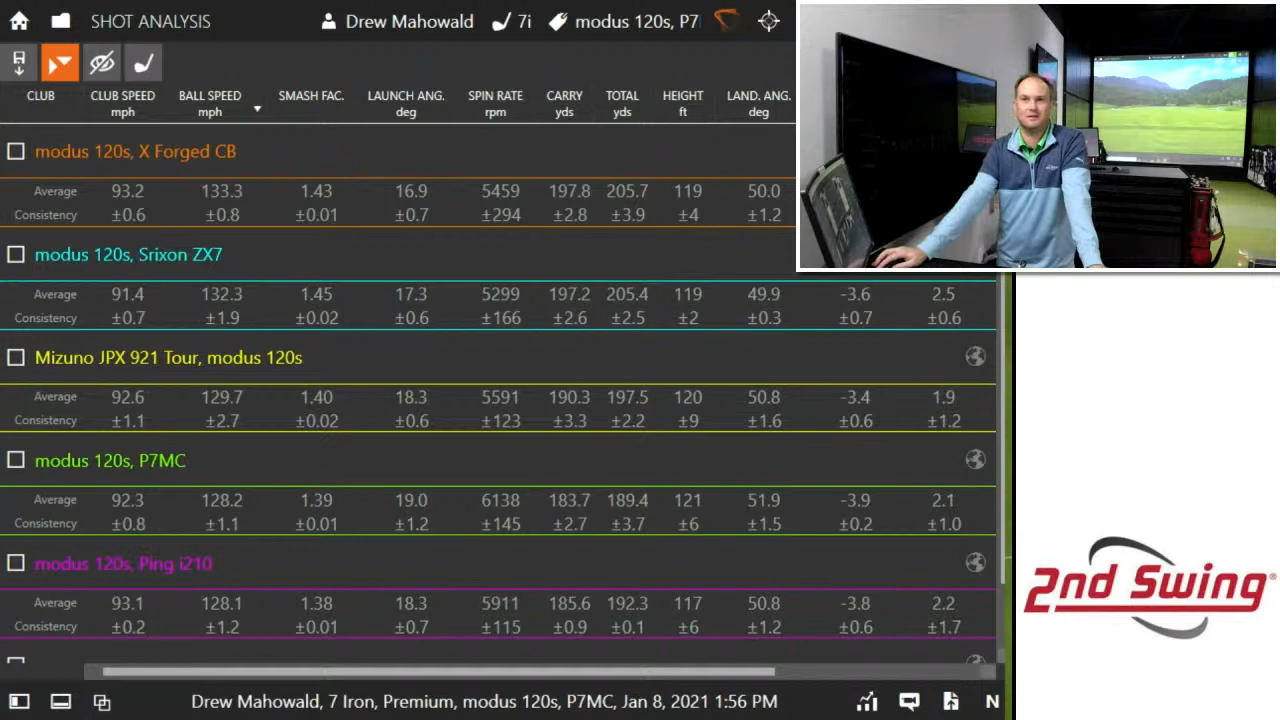 SHOT ANALYSIS Drew Mahowald 7i modus 120s, P7
CLUB CLUB SPEED BALL SPEED SMASH FAC. LAUNCH ANG. SPIN RATE CARRY TOTAL HEIGHT LAND. ANG.
mph mph deg rpm yds yds ft deg
modus 120s, X Forged CB
Average 93.2 133.3 1.43 16.9 5459 197.8 205.7 119 50.0
Consistency ±0.6 ±0.8 ±0.01 ±0.7 ±294 ±2.8 ±3.9 ±4 ±1.2
modus 120s, Srixon ZX7
Average 91.4 132.3 1.45 17.3 5299 197.2 205.4 119 49.9 -3.6 2.5
Consistency ±0.7 ±1.9 ±0.02 ±0.6 ±166 ±2.6 ±2.5 ±2 ±0.3 ±0.7 ±0.6
Mizuno JPX 921 Tour, modus 120s
Average 92.6 129.7 1.40 18.3 5591 190.3 197.5 120 50.8 -3.4 1.9
Consistency ±1.1 ±2.7 ±0.02 ±0.6 ±123 ±3.3 ±2.2 ±9 ±1.6 ±0.6 ±1.2
modus 120s, P7MC
Average 92.3 128.2 1.39 19.0 6138 183.7 189.4 121 51.9 -3.9 2.1
Consistency ±0.8 ±1.1 ±0.01 ±1.2 ±145 ±2.7 ±3.7 ±6 ±1.5 ±0.2 ±1.0
modus 120s, Ping i210
Average 93.1 128.1 1.38 18.3 5911 185.6 192.3 117 50.8 -3.8 2.2
Consistency ±0.2 ±1.2 ±0.01 ±0.7 ±115 ±0.9 ±0.1 ±6 ±1.2 ±0.6 ±1.7
2nd Swing®
Drew Mahowald, 7 Iron, Premium, modus 120s, P7MC, Jan 8, 2021 1:56 PM N